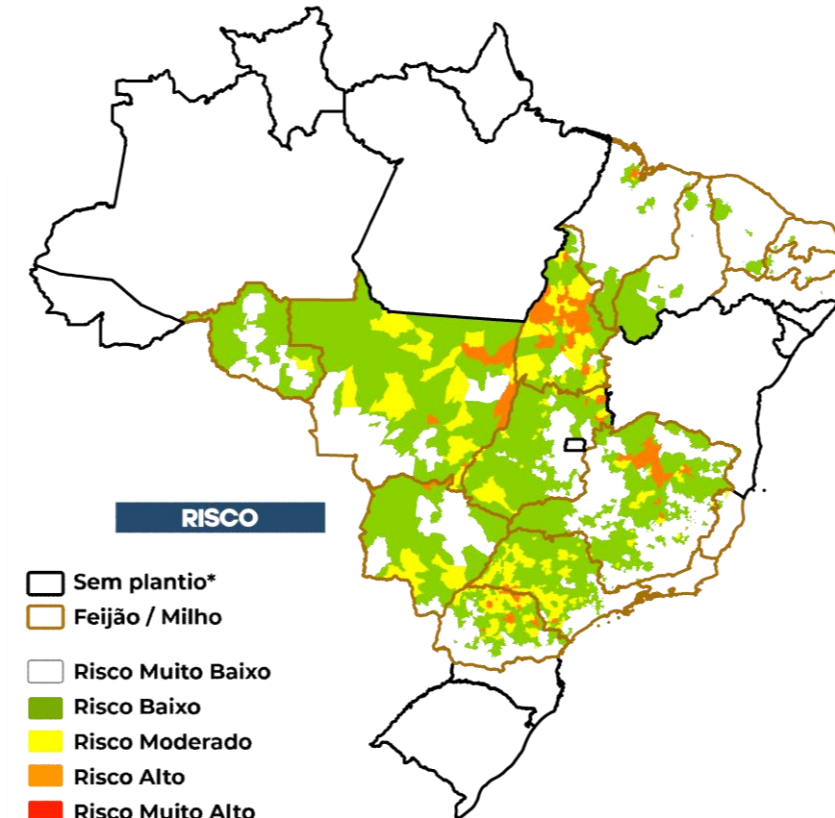 RISCO
Sem plantio*
Feijão / Milho
Risco Muito Baixo
Risco Baixo
Risco Moderado
Risco Alto
Risco Muito Alto